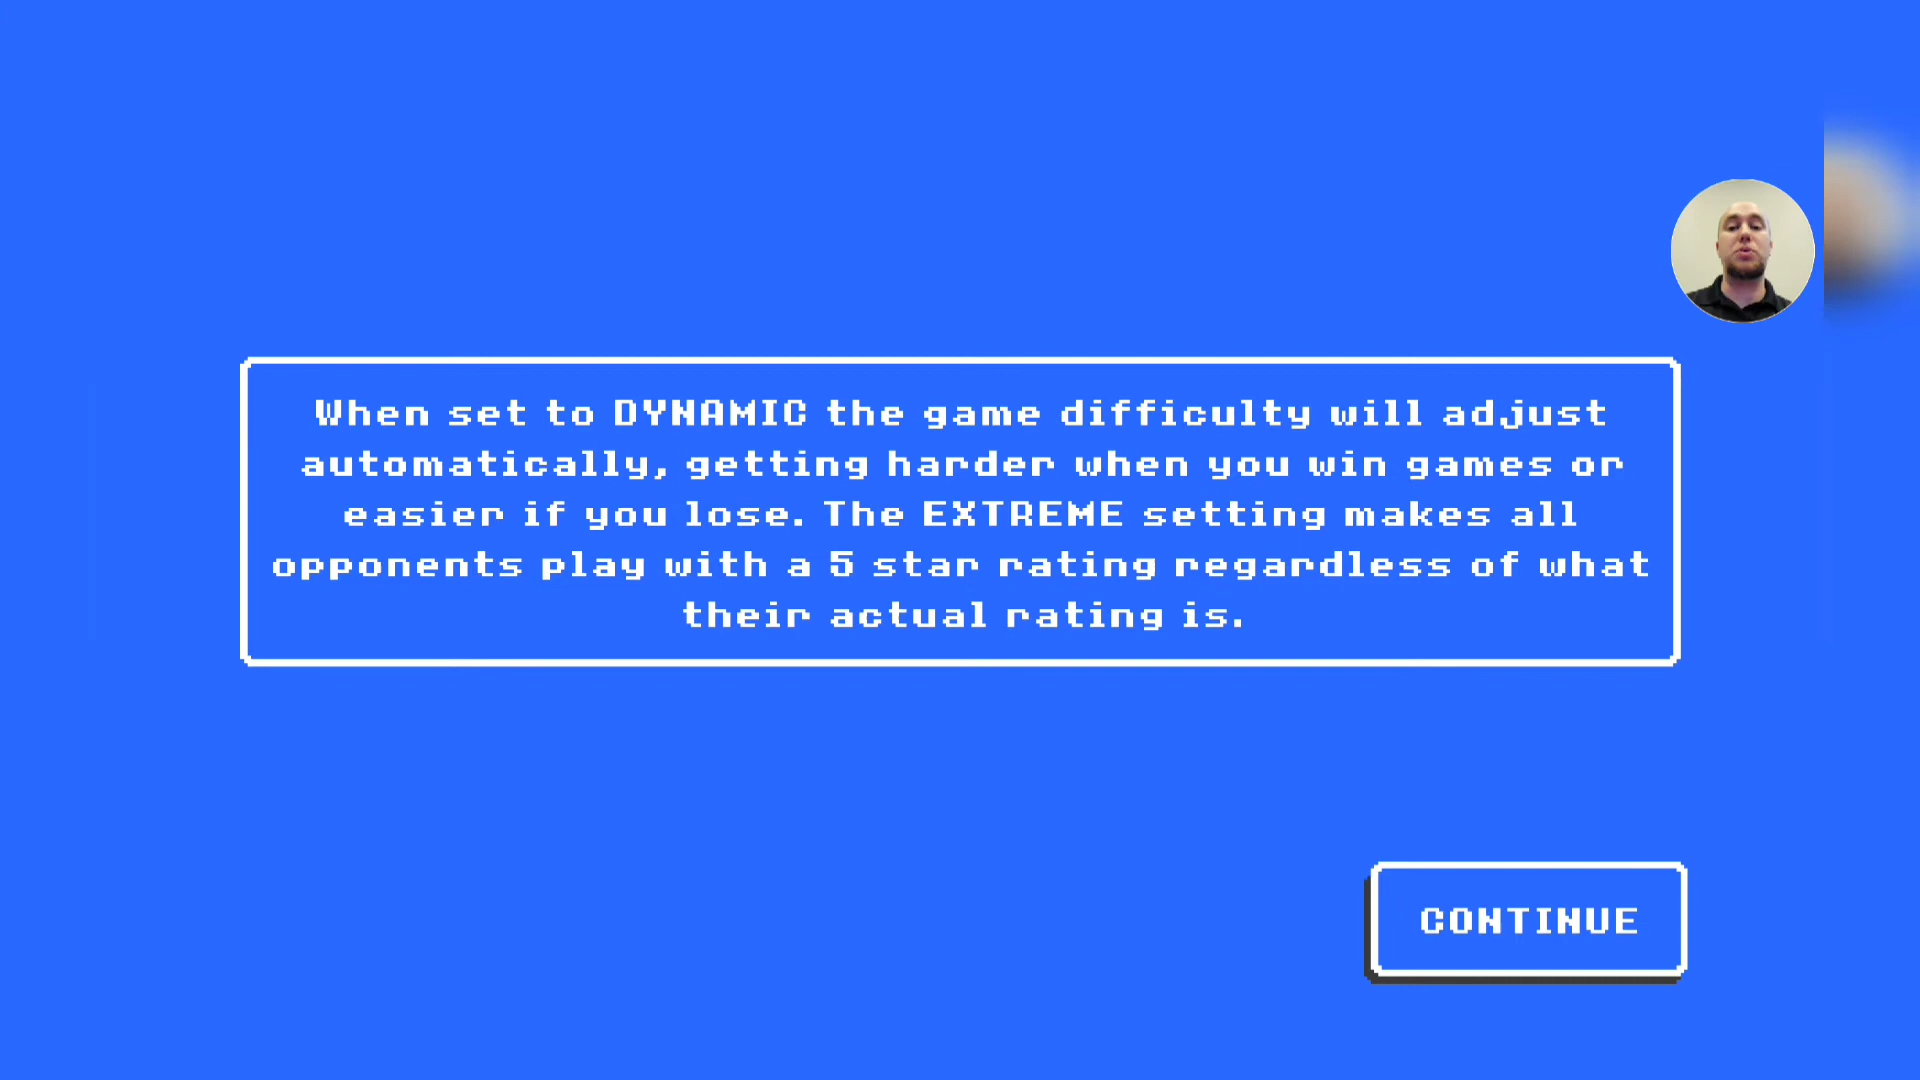 When set to DYNAMIC the game difficulty will adjust
automatically, getting harder when you win games or
easier if you lose. The EXTREME setting makes all
opponents play with a 5 star rating regardless of what
their actual rating is.
CONTINUE